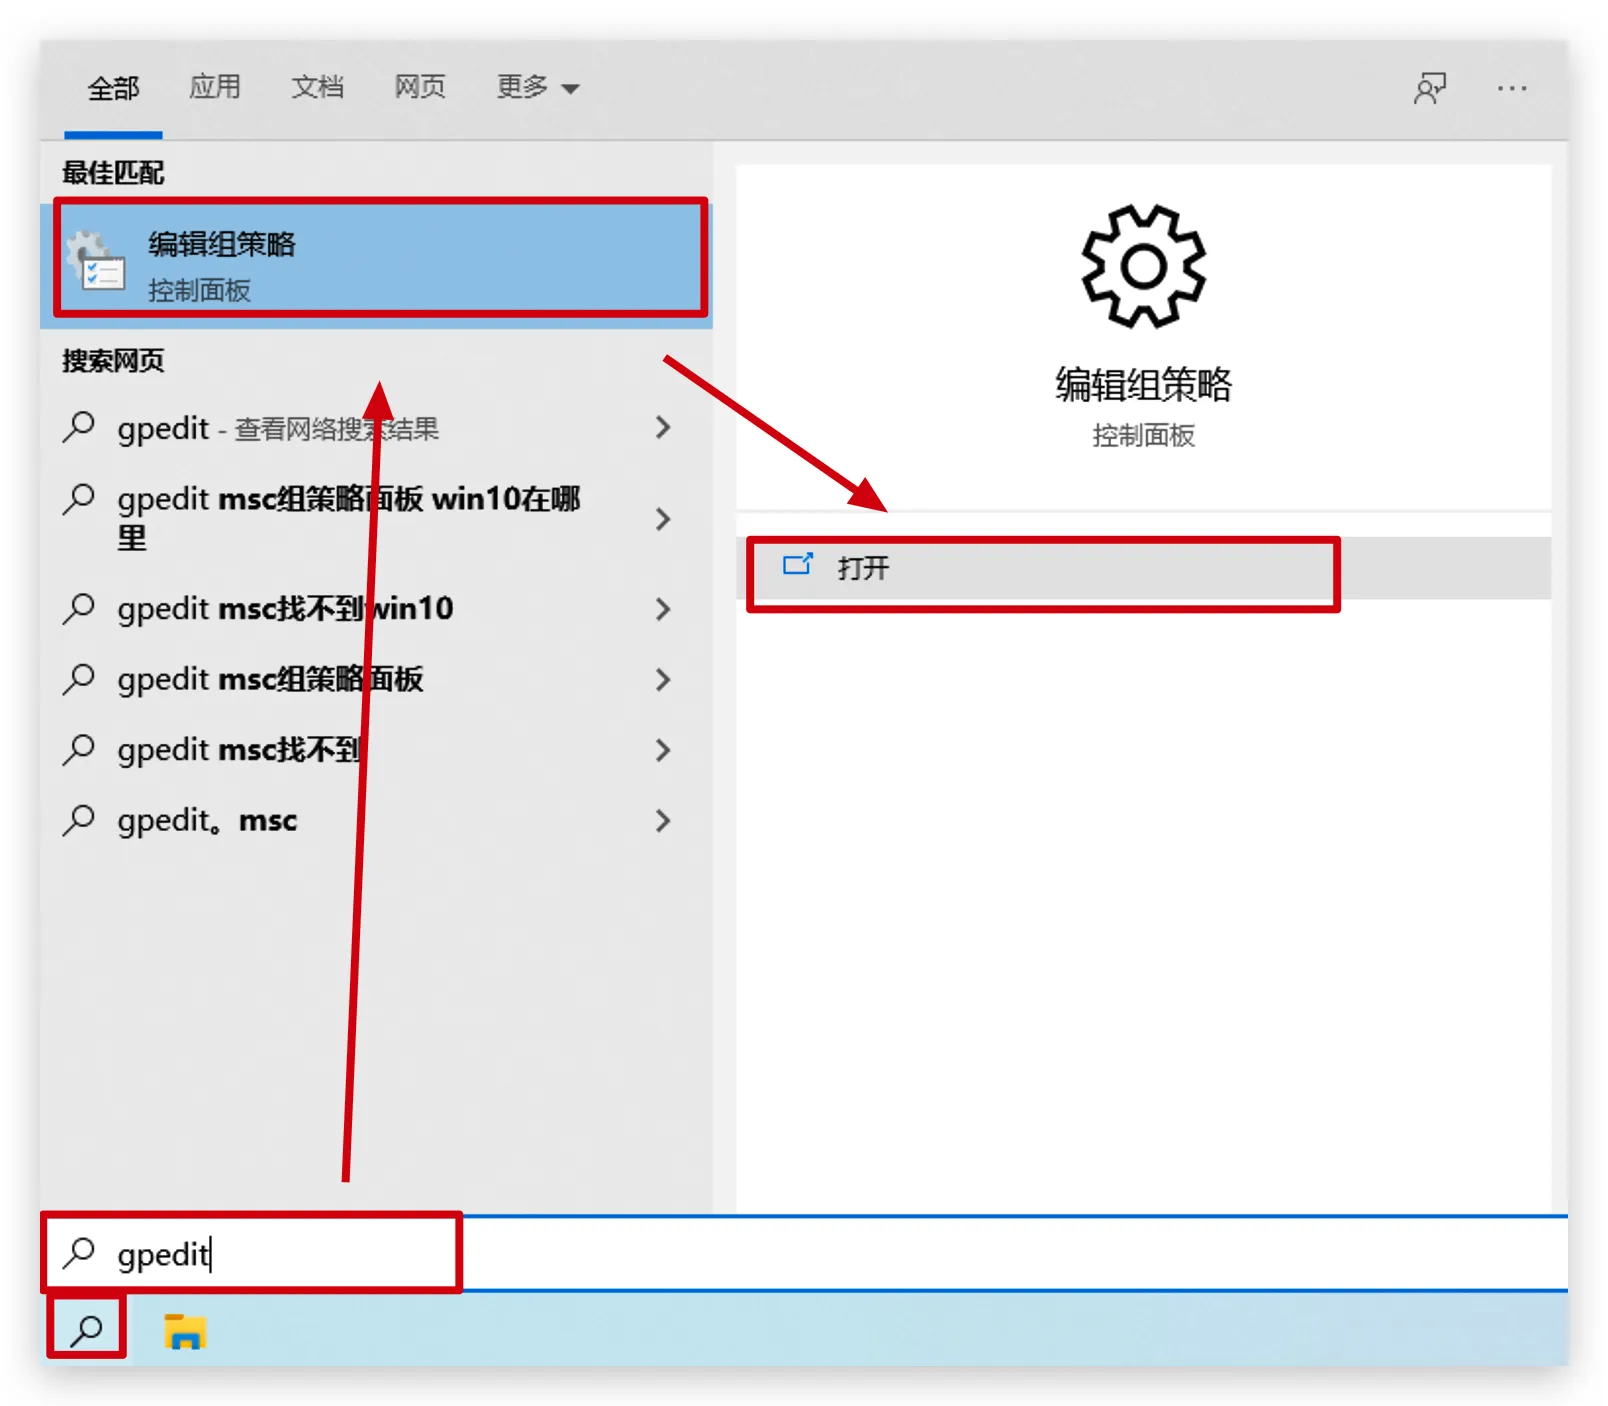 全部 应用 文档 网页 更多
最佳匹配
编辑组策略
控制面板
搜索网页
gpedit - 查看网络搜索结果
gpedit msc组策略面板 win10在哪
里
gpedit msc找不到win10
gpedit msc组策略面板
gpedit msc找不到
gpedit。msc
编辑组策略
控制面板
打开
gpedit